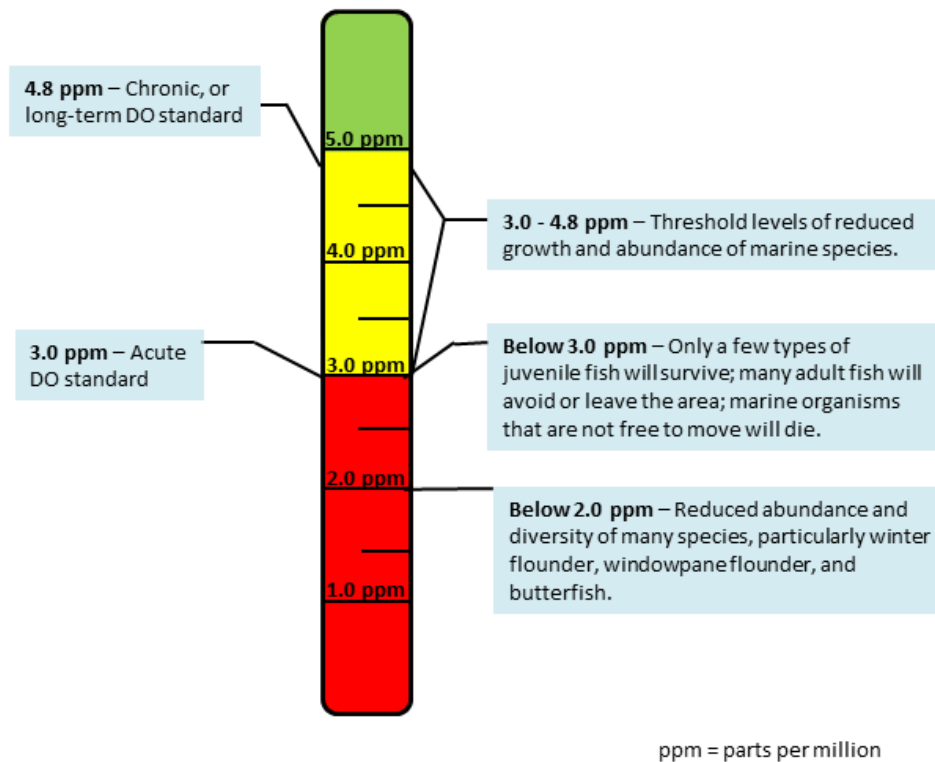 4.8 ppm – Chronic, or
long-term DO standard
5.0 ppm
3.0 - 4.8 ppm – Threshold levels of reduced
growth and abundance of marine species.
4.0 ppm
3.0 ppm – Acute
DO standard
3.0 ppm
Below 3.0 ppm – Only a few types of
juvenile fish will survive; many adult fish will
avoid or leave the area; marine organisms
that are not free to move will die.
2.0 ppm
Below 2.0 ppm – Reduced abundance and
diversity of many species, particularly winter
flounder, windowpane flounder, and
butterfish.
1.0 ppm
ppm = parts per million